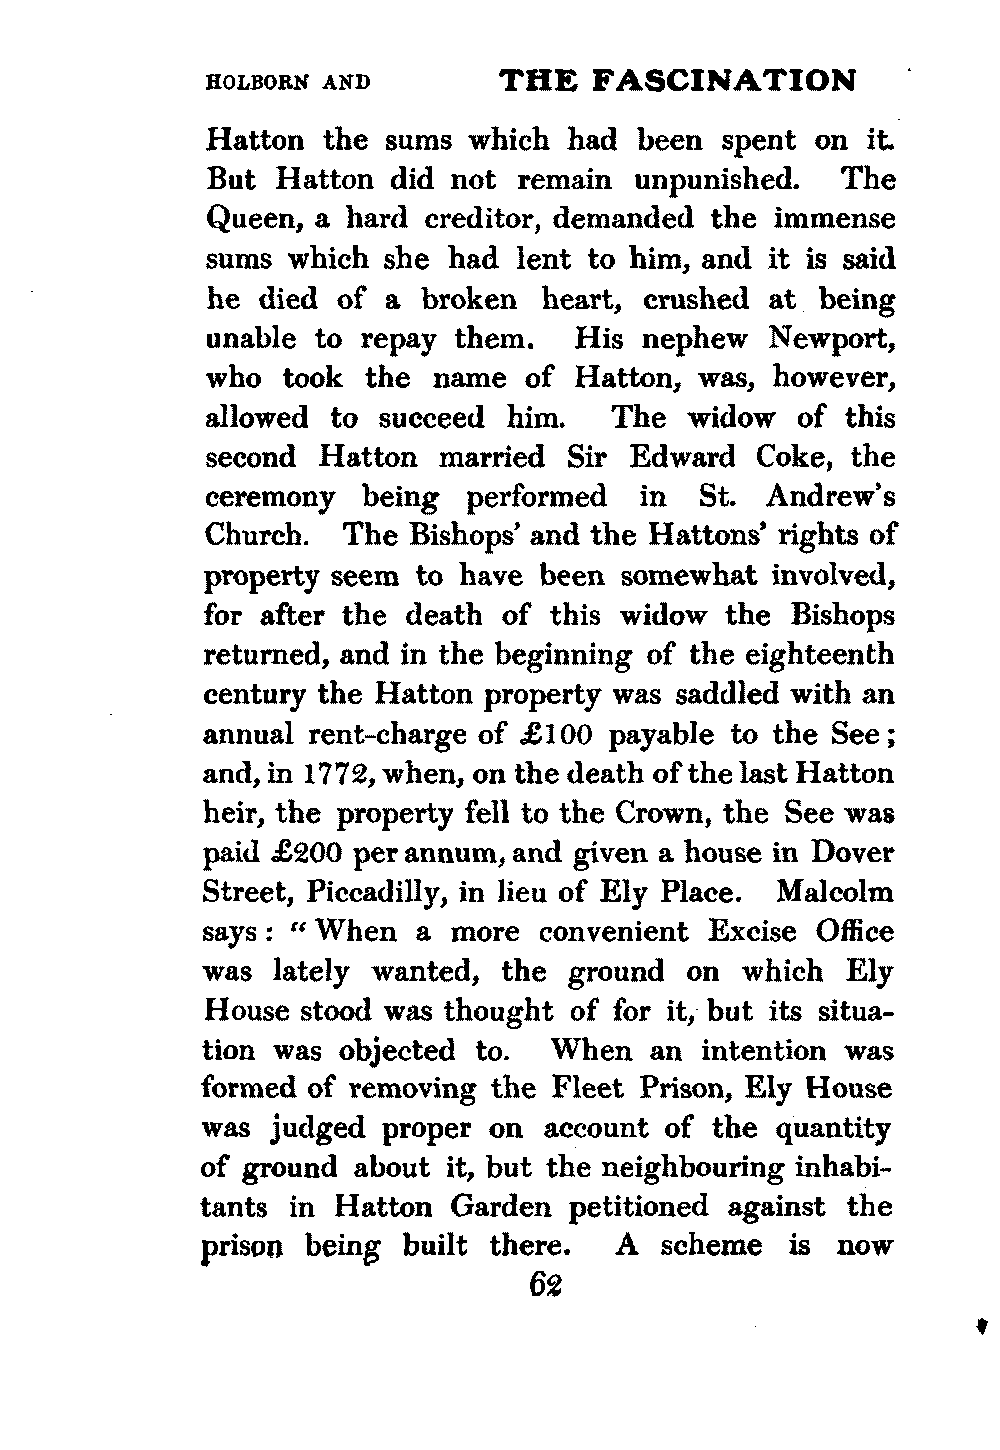 HOLBORN AND THE FASCINATION
Hatton the sums which had been spent on it.
But Hatton did not remain unpunished. The
Queen, a hard creditor, demanded the immense
sums which she had lent to him, and it is said
he died of a broken heart, crushed at being
unable to repay them. His nephew Newport,
who took the name of Hatton, was, however,
allowed to succeed him. The widow of this
second Hatton married Sir Edward Coke, the
ceremony being performed in St. Andrew's
Church. The Bishops' and the Hattons' rights of
property seem to have been somewhat involved,
for after the death of this widow the Bishops
returned, and in the beginning of the eighteenth
century the Hatton property was saddled with an
annual rent-charge of £100 payable to the See;
and, in 1772, when, on the death of the last Hatton
heir, the property fell to the Crown, the See was
paid £200 per annum, and given a house in Dover
Street, Piccadilly, in lieu of Ely Place. Malcolm
says: "When a more convenient Excise Office
was lately wanted, the ground on which Ely
House stood was thought of for it, but its situa-
tion was objected to. When an intention was
formed of removing the Fleet Prison, Ely House
was judged proper on account of the quantity
of ground about it, but the neighbouring inhabi-
tants in Hatton Garden petitioned against the
prison being built there. A scheme is now
62